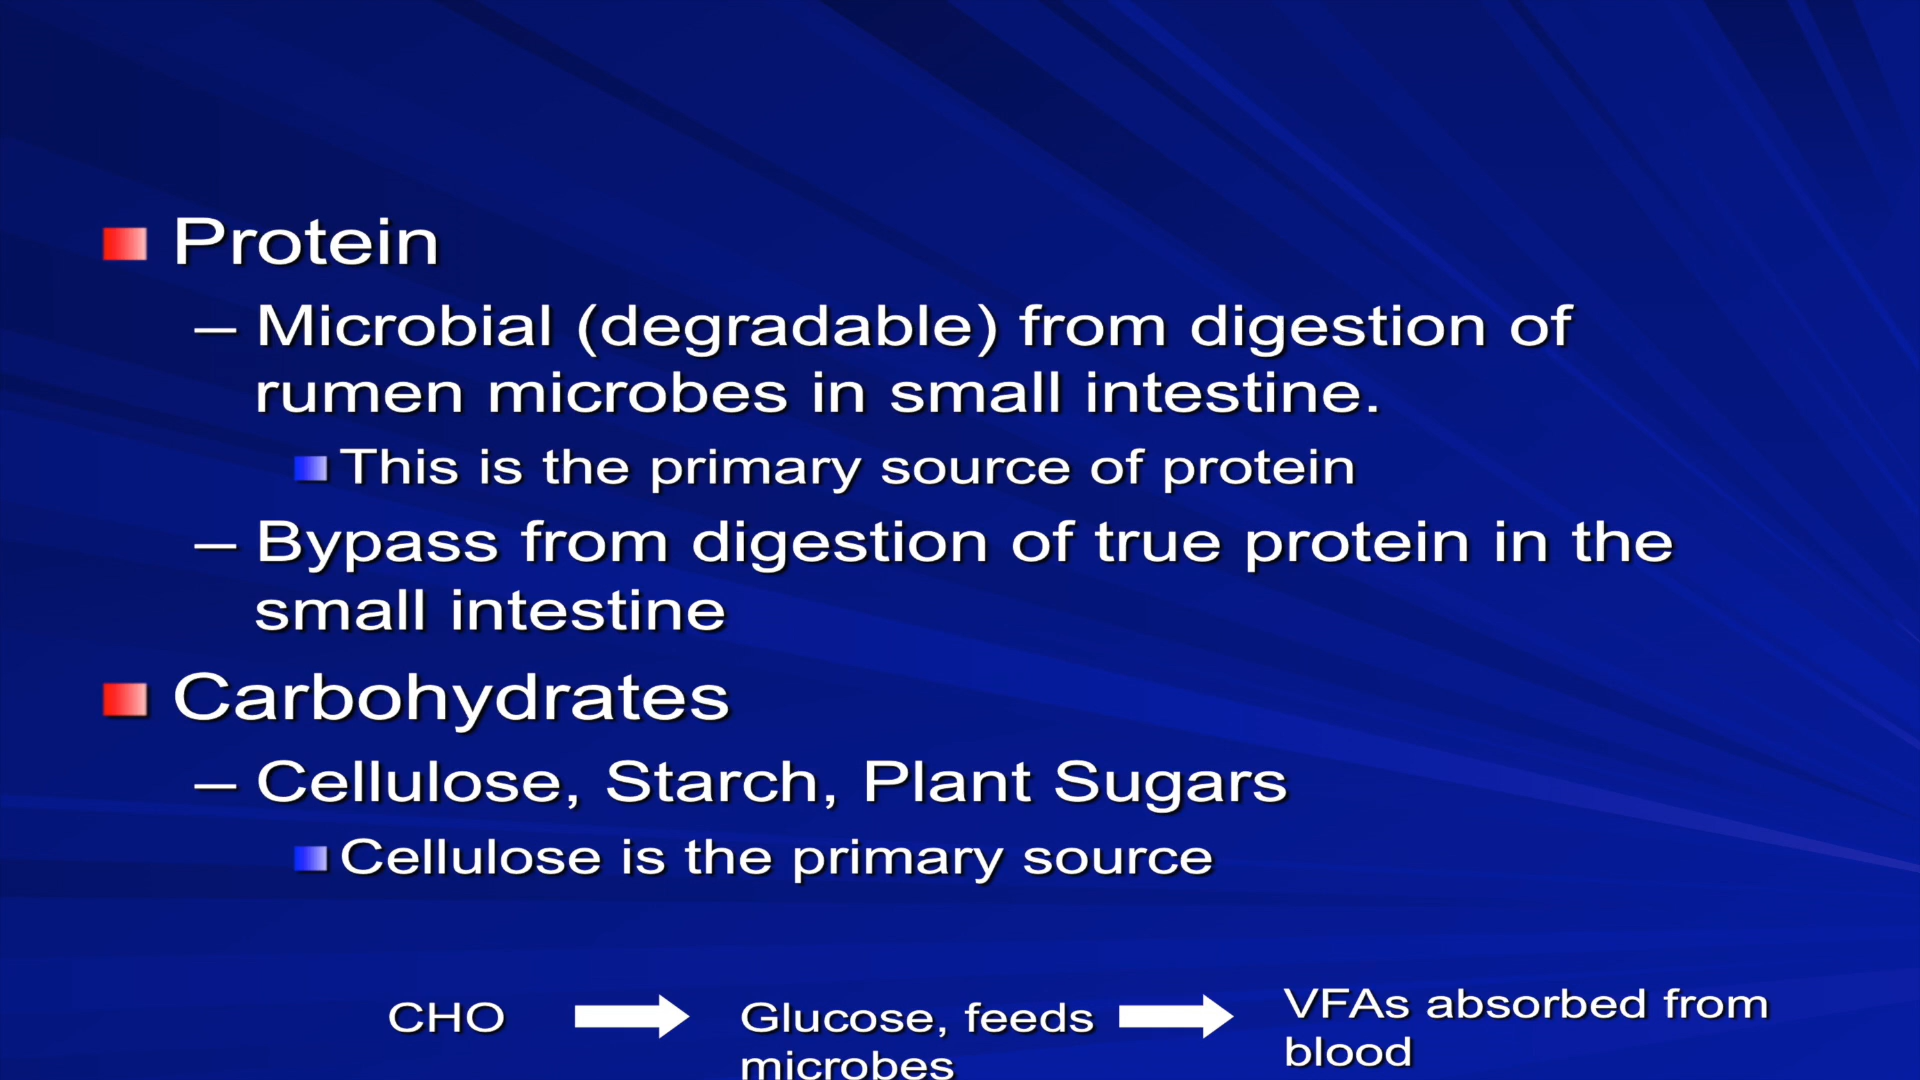 Protein
– Microbial (degradable) from digestion of
rumen microbes in small intestine.
This is the primary source of protein
– Bypass from digestion of true protein in the
small intestine
Carbohydrates
– Cellulose, Starch, Plant Sugars
Cellulose is the primary source
CHO
Glucose, feeds
microbes
VFAs absorbed from
blood